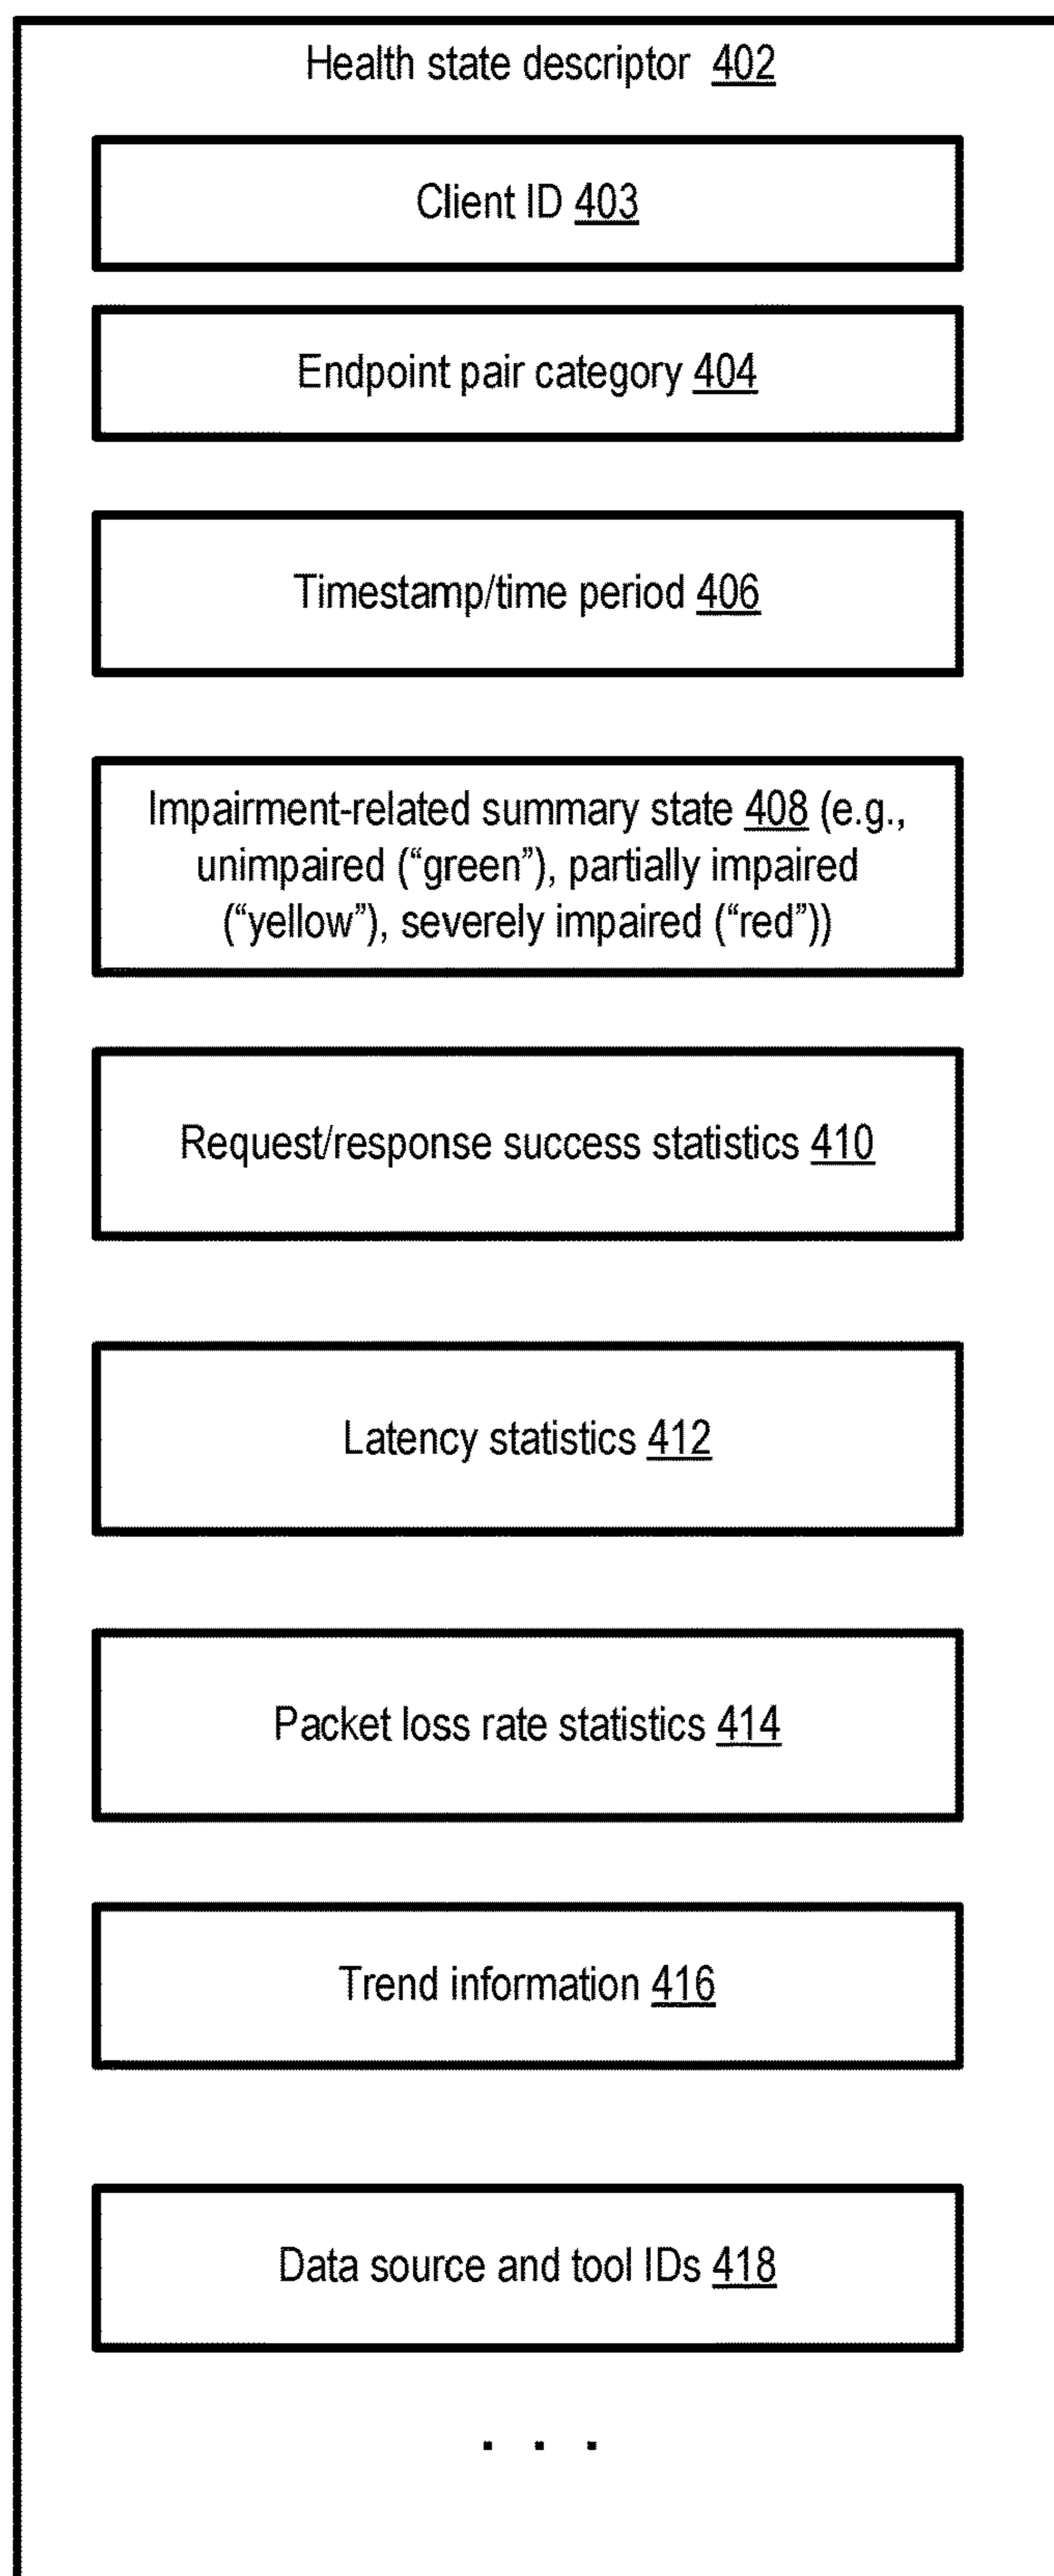 Health state descriptor 402
Client ID 403
Endpoint pair category 404
Timestamp/time period 406
Impairment-related summary state 408 (e.g.,
unimpaired (“green”), partially impaired
(“yellow”), severely impaired (“red”))
Request/response success statistics 410
Latency statistics 412
Packet loss rate statistics 414
Trend information 416
Data source and tool IDs 418
. . .